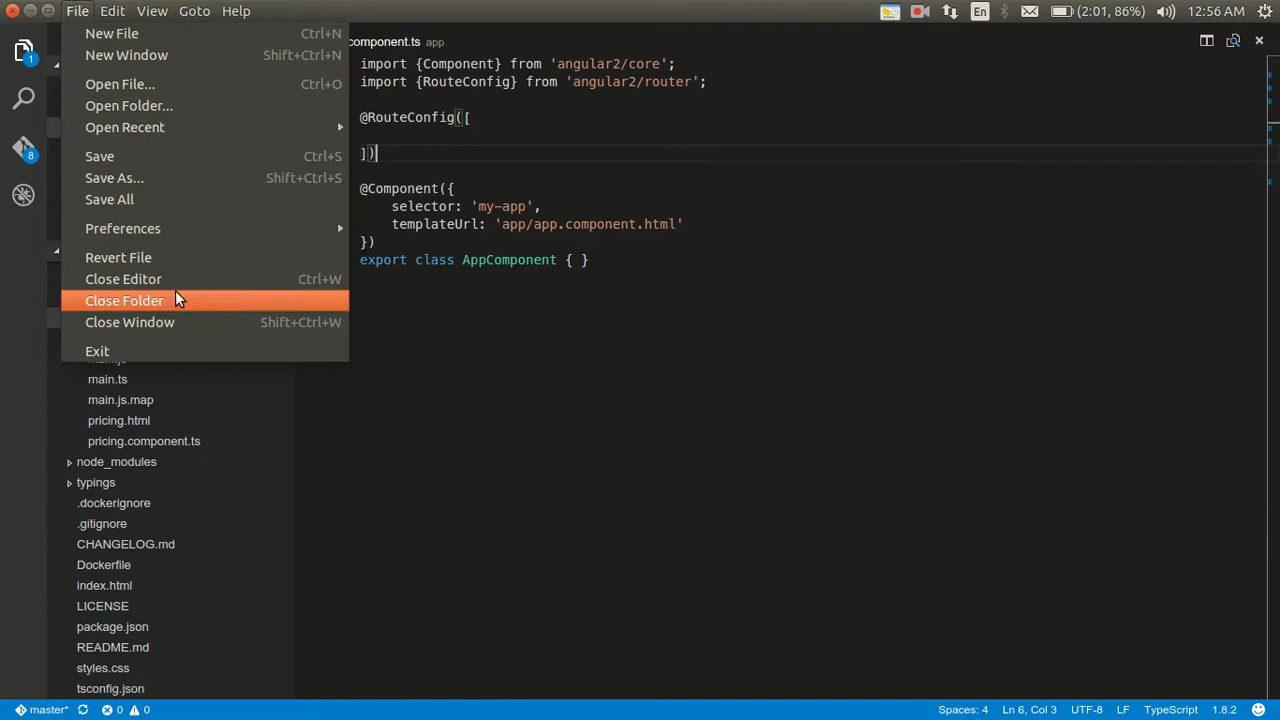 File Edit View Goto Help
En (2:01, 86%) 12:56 AM
New File Ctrl+N
New Window Shift+Ctrl+N
Open File... Ctrl+O
Open Folder...
Open Recent
Save Ctrl+S
Save As... Shift+Ctrl+S
Save All
Preferences
Revert File
Close Editor Ctrl+W
Close Folder
Close Window Shift+Ctrl+W
Exit
1
8
component.ts app
import {Component} from 'angular2/core';
import {RouteConfig} from 'angular2/router';
@RouteConfig([
])
@Component({
selector: 'my-app',
templateUrl: 'app/app.component.html'
})
export class AppComponent { }
main.js
main.ts
main.js.map
pricing.html
pricing.component.ts
node_modules
typings
.dockerignore
.gitignore
CHANGELOG.md
Dockerfile
index.html
LICENSE
package.json
README.md
styles.css
tsconfig.json
master* 0 0 Spaces: 4 Ln 6, Col 3 UTF-8 LF TypeScript 1.8.2